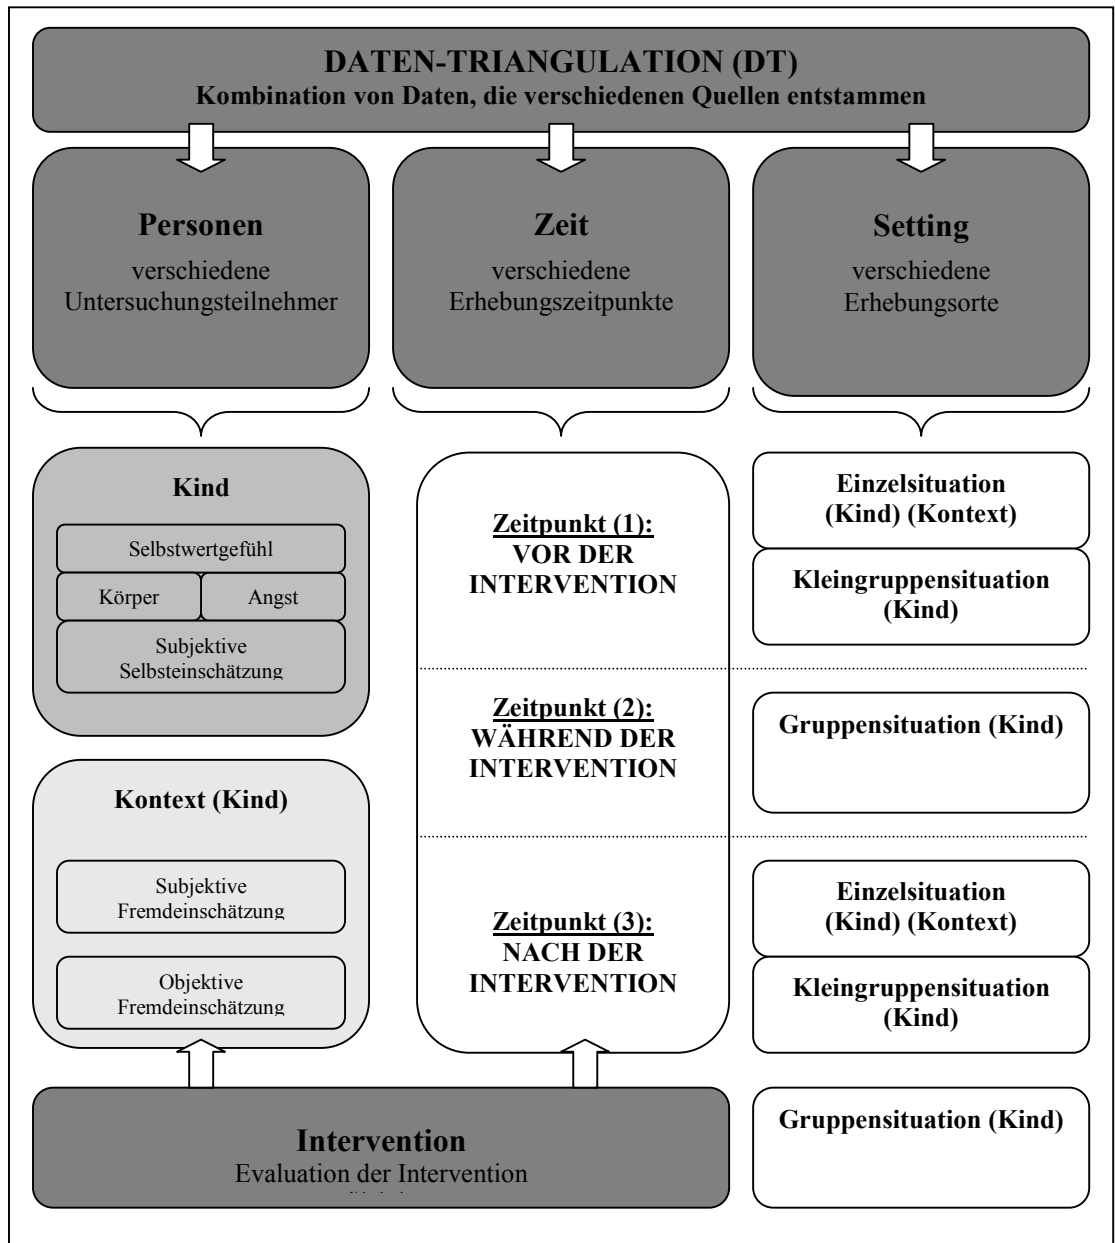 DATEN-TRIANGULATION (DT)
Kombination von Daten, die verschiedenen Quellen entstammen
Personen
verschiedene
Untersuchungsteilnehmer
Zeit
verschiedene
Erhebungszeitpunkte
Setting
verschiedene
Erhebungsorte
Kind
Selbstwertgefühl
Körper
Angst
Subjektive
Selbsteinschätzung
Kontext (Kind)
Subjektive
Fremdeinschätzung
Objektive
Fremdeinschätzung
Zeitpunkt (1):
VOR DER
INTERVENTION
Zeitpunkt (2):
WÄHREND DER
INTERVENTION
Zeitpunkt (3):
NACH DER
INTERVENTION
Einzelsituation
(Kind) (Kontext)
Kleingruppensituation
(Kind)
Gruppensituation (Kind)
Einzelsituation
(Kind) (Kontext)
Kleingruppensituation
(Kind)
Intervention
Evaluation der Intervention
Gruppensituation (Kind)